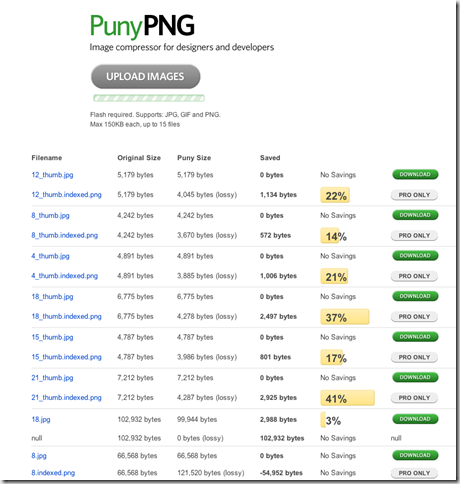 PunyPNG
Image compressor for designers and developers
UPLOAD IMAGES
Flash required. Supports: JPG, GIF and PNG.
Max 150KB each, up to 15 files
Filename Original Size Puny Size Saved
12_thumb.jpg 5,179 bytes 5,179 bytes 0 bytes No Savings DOWNLOAD
12_thumb.indexed.png 5,179 bytes 4,045 bytes (lossy) 1,134 bytes 22% PRO ONLY
8_thumb.jpg 4,242 bytes 4,242 bytes 0 bytes No Savings DOWNLOAD
8_thumb.indexed.png 4,242 bytes 3,670 bytes (lossy) 572 bytes 14% PRO ONLY
4_thumb.jpg 4,891 bytes 4,891 bytes 0 bytes No Savings DOWNLOAD
4_thumb.indexed.png 4,891 bytes 3,885 bytes (lossy) 1,006 bytes 21% PRO ONLY
18_thumb.jpg 6,775 bytes 6,775 bytes 0 bytes No Savings DOWNLOAD
18_thumb.indexed.png 6,775 bytes 4,278 bytes (lossy) 2,497 bytes 37% PRO ONLY
15_thumb.jpg 4,787 bytes 4,787 bytes 0 bytes No Savings DOWNLOAD
15_thumb.indexed.png 4,787 bytes 3,986 bytes (lossy) 801 bytes 17% PRO ONLY
21_thumb.jpg 7,212 bytes 7,212 bytes 0 bytes No Savings DOWNLOAD
21_thumb.indexed.png 7,212 bytes 4,287 bytes (lossy) 2,925 bytes 41% PRO ONLY
18.jpg 102,932 bytes 99,944 bytes 2,988 bytes 3% DOWNLOAD
null 102,932 bytes 0 bytes (lossy) 102,932 bytes No Savings null
8.jpg 66,568 bytes 66,568 bytes 0 bytes No Savings DOWNLOAD
8.indexed.png 66,568 bytes 121,520 bytes (lossy) -54,952 bytes No Savings PRO ONLY